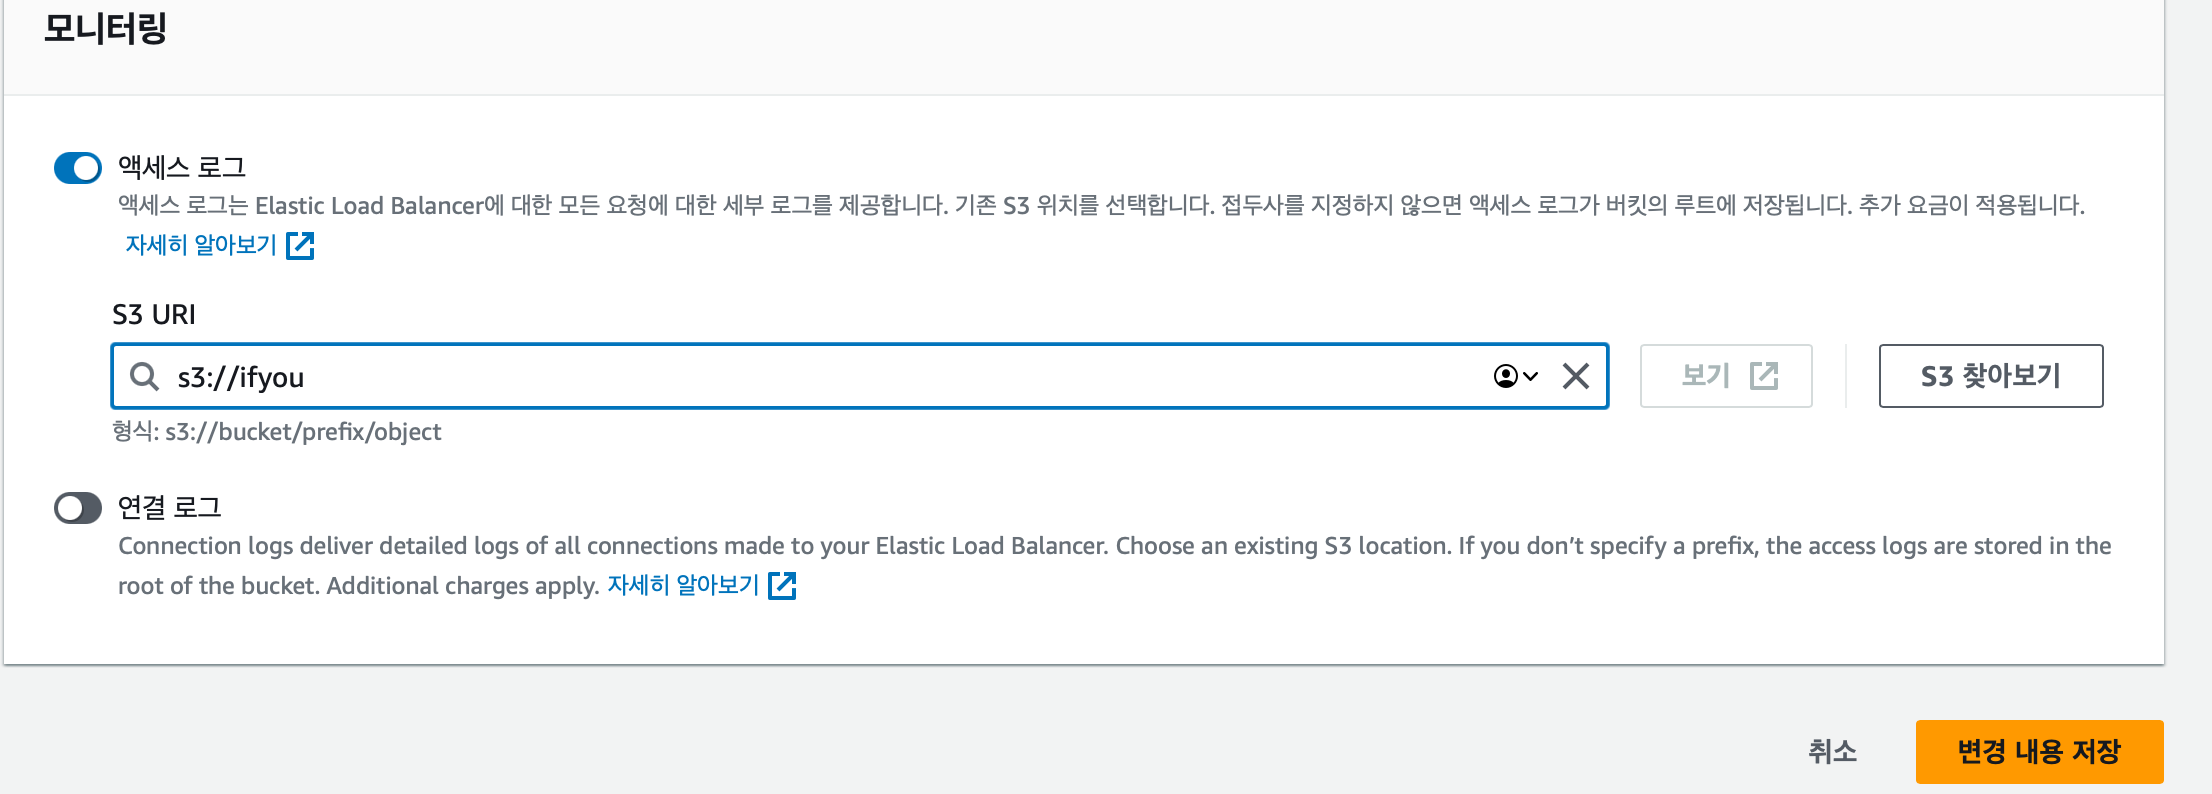 모니터링
액세스 로그
액세스 로그는 Elastic Load Balancer에 대한 모든 요청에 대한 세부 로그를 제공합니다. 기존 S3 위치를 선택합니다. 접두사를 지정하지 않으면 액세스 로그가 버킷의 루트에 저장됩니다. 추가 요금이 적용됩니다.
자세히 알아보기
S3 URI
s3://ifyou
보기
S3 찾아보기
형식: s3://bucket/prefix/object
연결 로그
Connection logs deliver detailed logs of all connections made to your Elastic Load Balancer. Choose an existing S3 location. If you don’t specify a prefix, the access logs are stored in the
root of the bucket. Additional charges apply. 자세히 알아보기
취소
변경 내용 저장